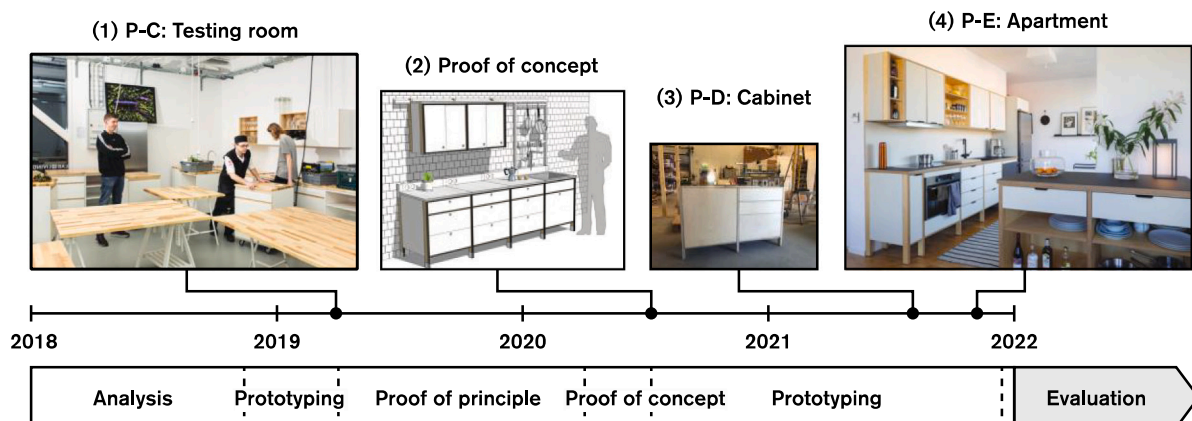 (1) P-C: Testing room
(2) Proof of concept
(3) P-D: Cabinet
(4) P-E: Apartment
2018 2019 2020 2021 2022
Analysis Prototyping Proof of principle Proof of concept Prototyping Evaluation